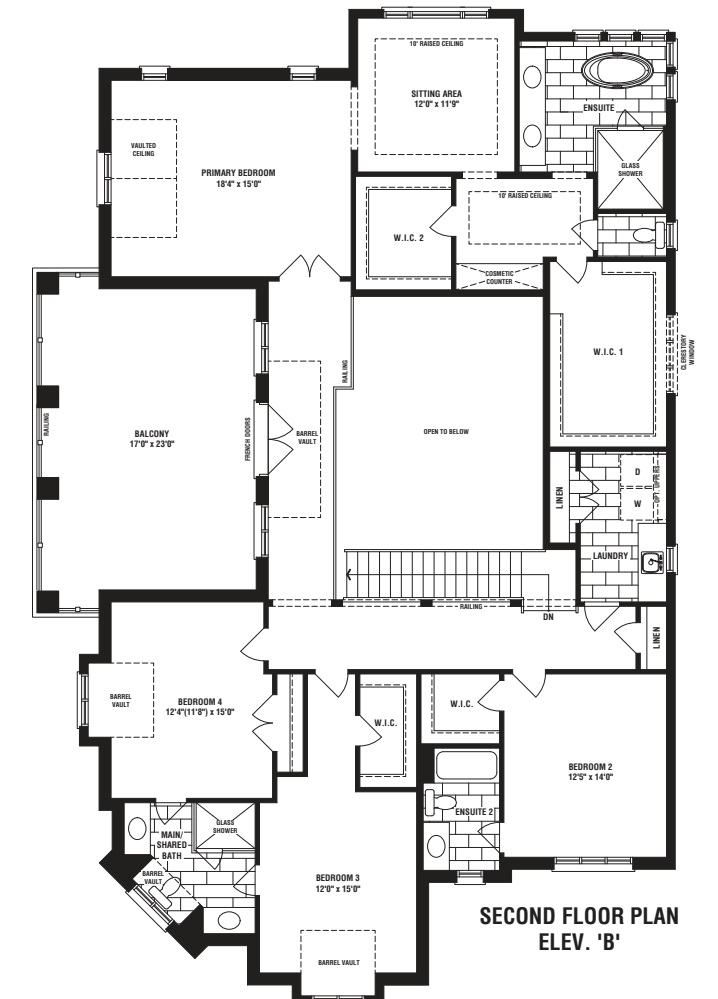 10' RAISED CEILING
SITTING AREA
12'0" x 11'9"
ENSUITE
VAULTED
CEILING
GLASS
SHOWER
PRIMARY BEDROOM
18'4" x 15'0"
10' RAISED CEILING
W.I.C. 2
COSMETIC
COUNTER
W.I.C. 1
CLERESTORY
WINDOW
RAILING
RAILING
BALCONY
17'0" x 23'0"
FRENCH DOORS
BARREL
VAULT
OPEN TO BELOW
LINEN
D
W
OPT. UPPERS
LAUNDRY
RAILING
DN
LINEN
BARREL
VAULT
BEDROOM 4
12'4"(11'8") x 15'0"
W.I.C.
W.I.C.
BEDROOM 2
12'5" x 14'0"
GLASS
SHOWER
MAIN/
SHARED
BATH
ENSUITE 2
BARREL
VAULT
BEDROOM 3
12'0" x 15'0"
BARREL VAULT
SECOND FLOOR PLAN
ELEV. 'B'